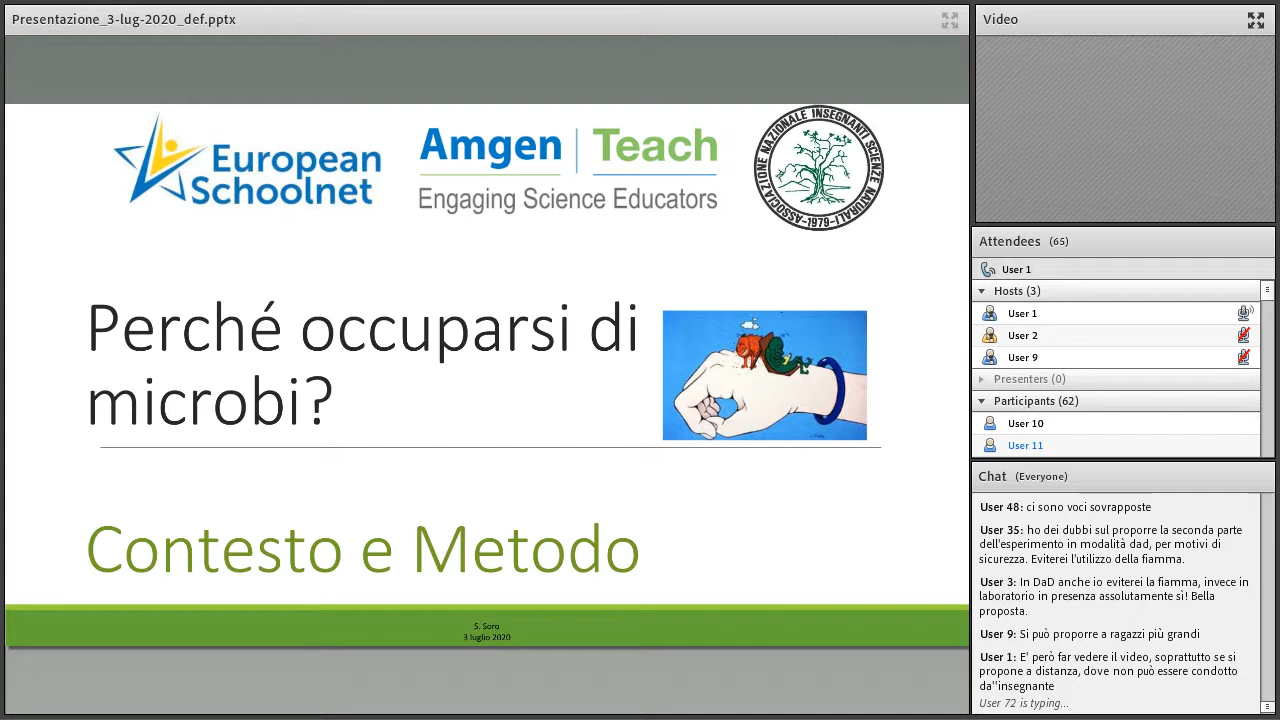 Presentazione_3-lug-2020_def.pptx
European
Schoolnet
Amgen | Teach
Engaging Science Educators
ASSOCIAZIONE NAZIONALE INSEGNANTI SCIENZE NATURALI
-1979-
Perché occuparsi di
microbi?
Contesto e Metodo
S. Sora
3 luglio 2020
Video
Attendees (65)
User 1
Hosts (3)
User 1
User 2
User 9
Presenters (0)
Participants (62)
User 10
User 11
Chat (Everyone)
User 48: ci sono voci sovrapposte
User 35: ho dei dubbi sul proporre la seconda parte
dell'esperimento in modalità dad, per motivi di
sicurezza. Eviterei l'utilizzo della fiamma.
User 3: In DaD anche io eviterei la fiamma, invece in
laboratorio in presenza assolutamente sì! Bella
proposta.
User 9: Si può proporre a ragazzi più grandi
User 1: E' però far vedere il video, soprattutto se si
propone a distanza, dove non può essere condotto
da''insegnante
User 72 is typing...